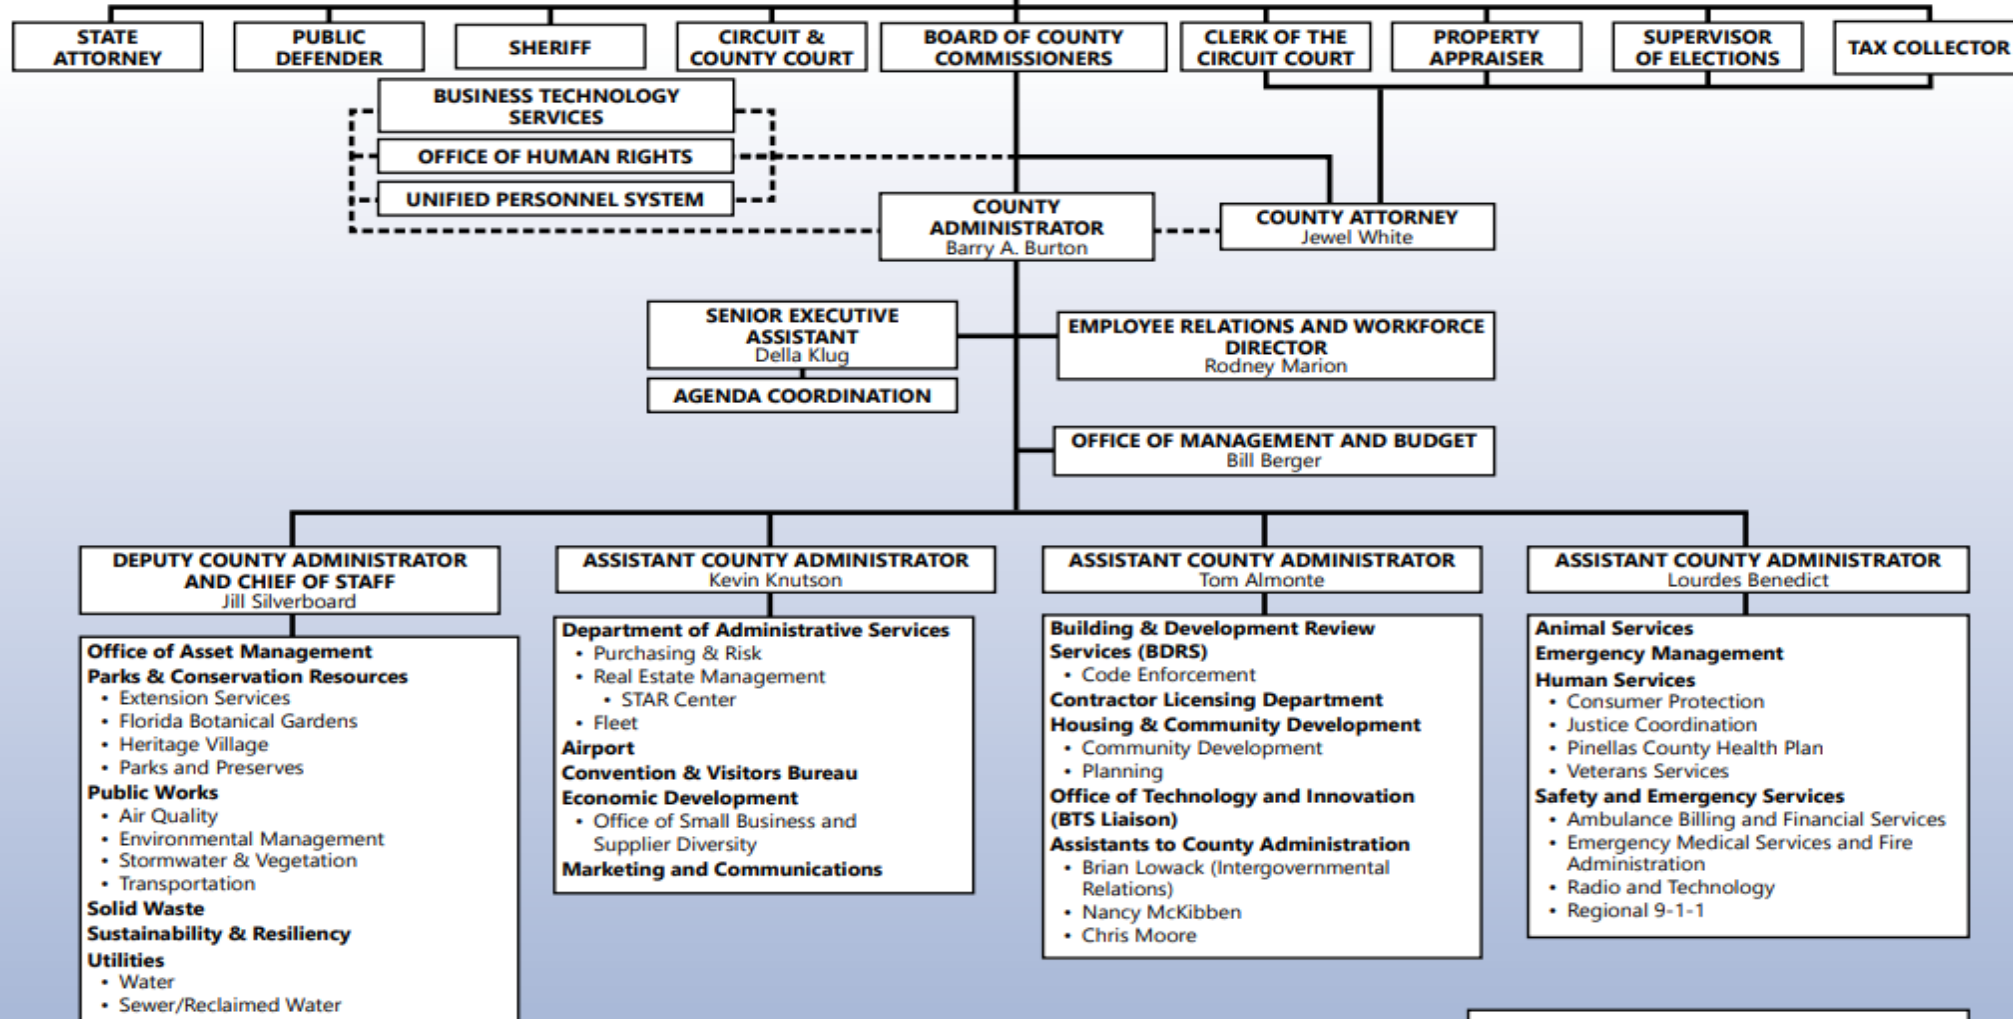 STATE
ATTORNEY
PUBLIC
DEFENDER
SHERIFF
CIRCUIT &
COUNTY COURT
BOARD OF COUNTY
COMMISSIONERS
CLERK OF THE
CIRCUIT COURT
PROPERTY
APPRAISER
SUPERVISOR
OF ELECTIONS
TAX COLLECTOR
BUSINESS TECHNOLOGY
SERVICES
OFFICE OF HUMAN RIGHTS
UNIFIED PERSONNEL SYSTEM
COUNTY
ADMINISTRATOR
Barry A. Burton
COUNTY ATTORNEY
Jewel White
SENIOR EXECUTIVE
ASSISTANT
Della Klug
AGENDA COORDINATION
EMPLOYEE RELATIONS AND WORKFORCE
DIRECTOR
Rodney Marion
OFFICE OF MANAGEMENT AND BUDGET
Bill Berger
DEPUTY COUNTY ADMINISTRATOR
AND CHIEF OF STAFF
Jill Silverboard
Office of Asset Management
Parks & Conservation Resources
• Extension Services
• Florida Botanical Gardens
• Heritage Village
• Parks and Preserves
Public Works
• Air Quality
• Environmental Management
• Stormwater & Vegetation
• Transportation
Solid Waste
Sustainability & Resiliency
Utilities
• Water
• Sewer/Reclaimed Water
ASSISTANT COUNTY ADMINISTRATOR
Kevin Knutson
Department of Administrative Services
• Purchasing & Risk
• Real Estate Management
• STAR Center
• Fleet
Airport
Convention & Visitors Bureau
Economic Development
• Office of Small Business and
Supplier Diversity
Marketing and Communications
ASSISTANT COUNTY ADMINISTRATOR
Tom Almonte
Building & Development Review
Services (BDRS)
• Code Enforcement
Contractor Licensing Department
Housing & Community Development
• Community Development
• Planning
Office of Technology and Innovation
(BTS Liaison)
Assistants to County Administration
• Brian Lowack (Intergovernmental
Relations)
• Nancy McKibben
• Chris Moore
ASSISTANT COUNTY ADMINISTRATOR
Lourdes Benedict
Animal Services
Emergency Management
Human Services
• Consumer Protection
• Justice Coordination
• Pinellas County Health Plan
• Veterans Services
Safety and Emergency Services
• Ambulance Billing and Financial Services
• Emergency Medical Services and Fire
Administration
• Radio and Technology
• Regional 9-1-1